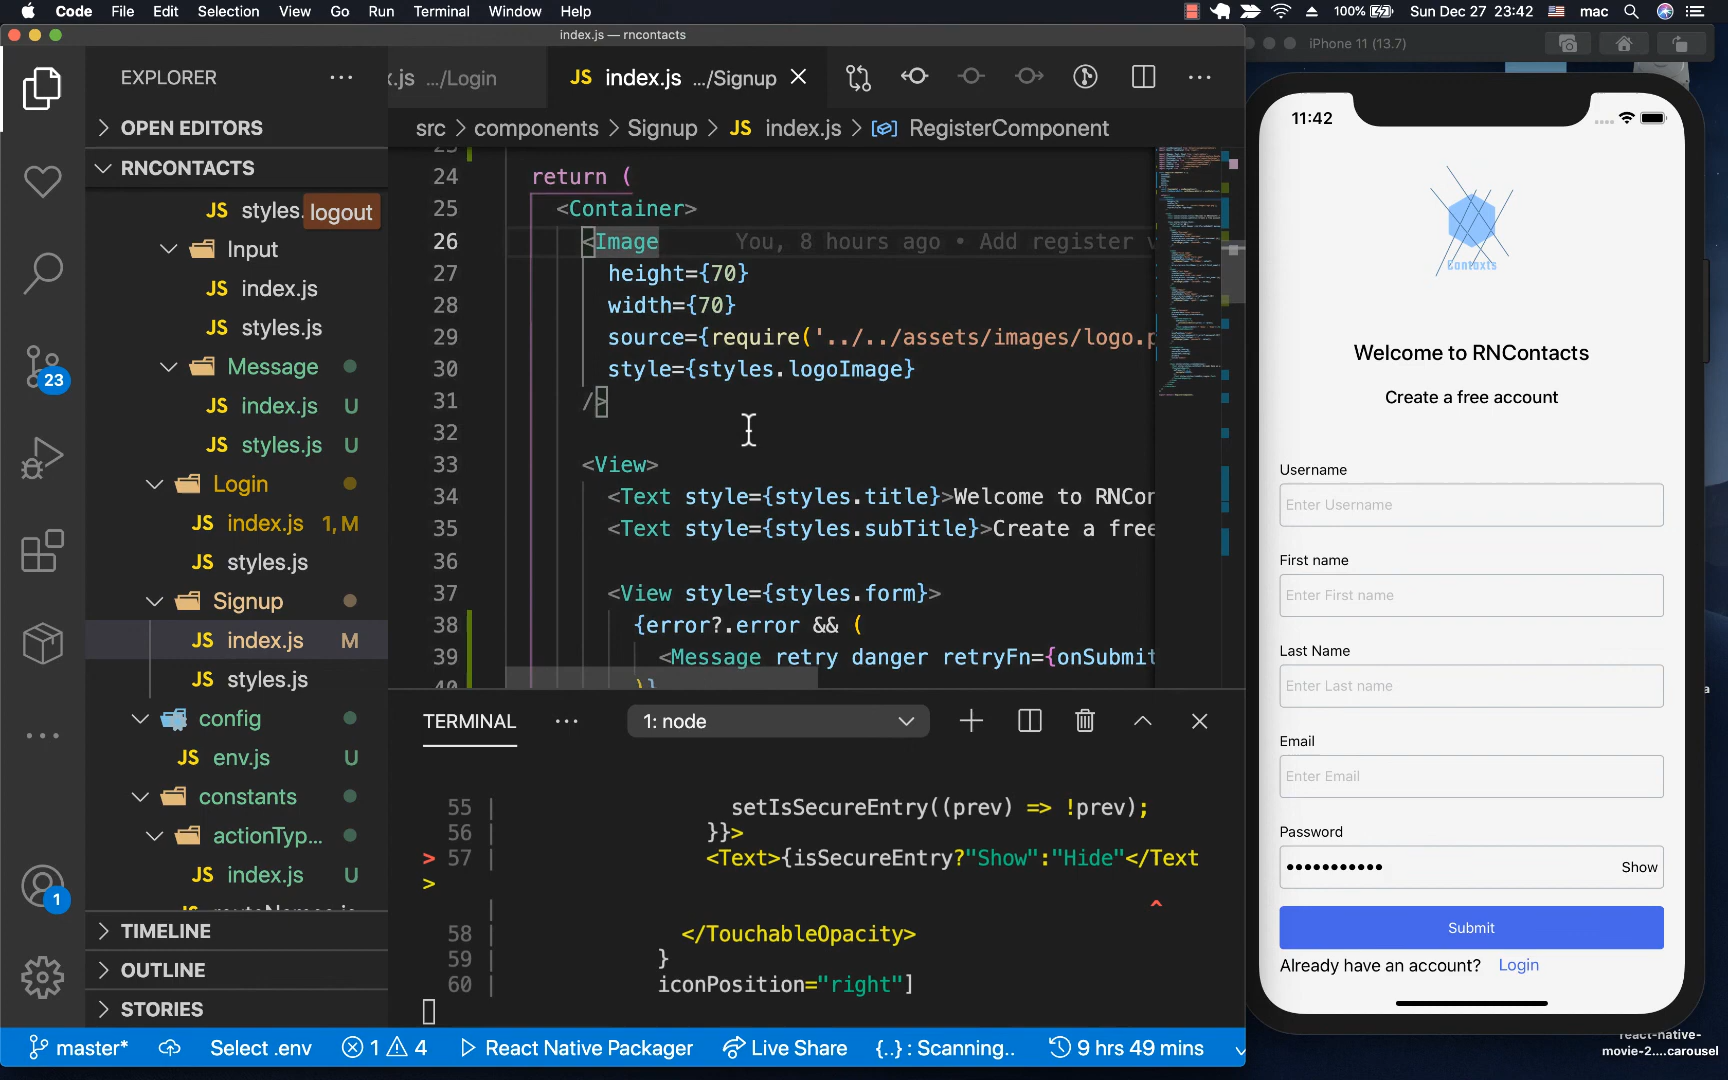 Code File Edit Selection View Go Run Terminal Window Help
100% Sun Dec 27 23:42 mac
index.js — rncontacts
iPhone 11 (13.7)
EXPLORER
.js .../Login
JS index.js .../Signup
OPEN EDITORS
src > components > Signup > JS index.js > RegisterComponent
RNCONTACTS
JS styles.
logout
Input
JS index.js
JS styles.js
Message
JS index.js U
JS styles.js U
Login
JS index.js 1, M
JS styles.js
Signup
JS index.js M
JS styles.js
config
JS env.js U
constants
actionTyp...
JS index.js U
TIMELINE
OUTLINE
STORIES
23
1
24 return (
25 <Container>
26 <Image You, 8 hours ago • Add register
27 height={70}
28 width={70}
29 source={require('../../assets/images/logo.p
30 style={styles.logoImage}
31 />
32
33 <View>
34 <Text style={styles.title}>Welcome to RNCon
35 <Text style={styles.subTitle}>Create a free
36
37 <View style={styles.form}>
38 {error?.error && (
39 <Message retry danger retryFn={onSubmit
40 )}
TERMINAL
1: node
55 | setIsSecureEntry((prev) => !prev);
56 | }}>
> 57 | <Text>{isSecureEntry?"Show":"Hide"</Text
>
| ^
58 | </TouchableOpacity>
59 | }
60 | iconPosition="right"]
master* Select .env 1 4 React Native Packager Live Share {..} : Scanning.. 9 hrs 49 mins
11:42
Contaxts
Welcome to RNContacts
Create a free account
Username
Enter Username
First name
Enter First name
Last Name
Enter Last name
Email
Enter Email
Password
••••••••••• Show
Submit
Already have an account? Login
react-native-
movie-2....carousel